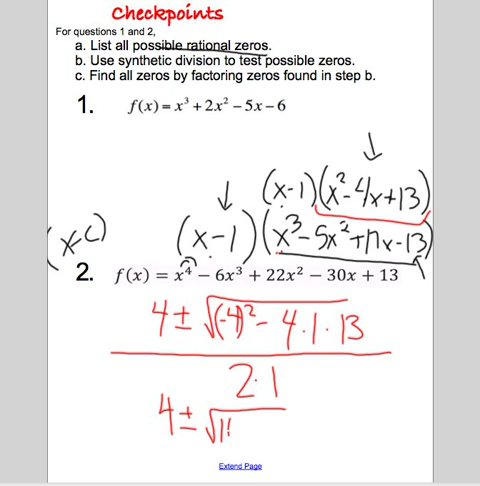 Checkpoints
For questions 1 and 2,
a. List all possible rational zeros.
b. Use synthetic division to test possible zeros.
c. Find all zeros by factoring zeros found in step b.
1. f(x) = x³ + 2x² − 5x − 6
(x-1)(x²-4x+13)
(x-c) (x-1)(x³-5x²+17x-13)
2. f(x) = x⁴ − 6x³ + 22x² − 30x + 13
4 ± √(-4)² - 4·1·13
2·1
4 ± √1
Extend Page